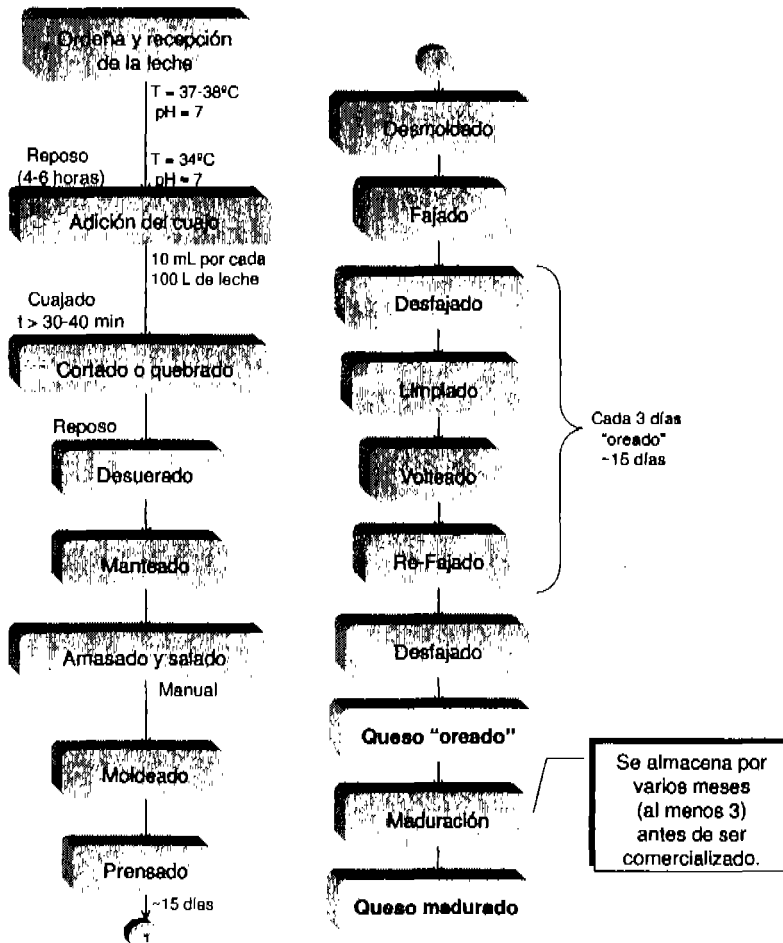 Ordeña y recepción
de la leche
T = 37-38ºC
pH = 7
Reposo
(4-6 horas)
T = 34ºC
pH = 7
Adición del cuajo
10 mL por cada
100 L de leche
Cuajado
t > 30-40 min
Cortado o quebrado
Reposo
Desuerado
Manteado
Amasado y salado
Manual
Moldeado
Prensado
~15 días
1
Desmoldado
Fajado
Desfajado
Limpiado
Volteado
Re-Fajado
Cada 3 días
"oreado"
~15 días
Desfajado
Queso "oreado"
Maduración
Se almacena por
varios meses
(al menos 3)
antes de ser
comercializado.
Queso madurado